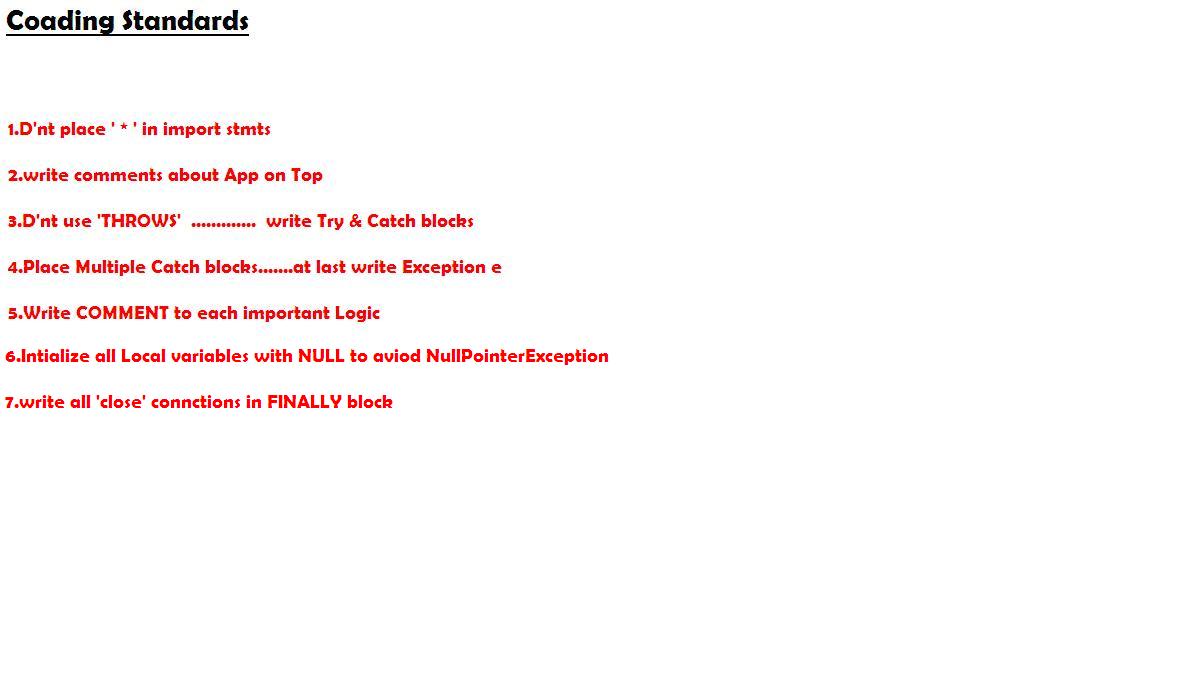 Coading Standards
1.D'nt place ' * ' in import stmts
2.write comments about App on Top
3.D'nt use 'THROWS' ............. write Try & Catch blocks
4.Place Multiple Catch blocks.......at last write Exception e
5.Write COMMENT to each important Logic
6.Intialize all Local variables with NULL to aviod NullPointerException
7.write all 'close' connctions in FINALLY block